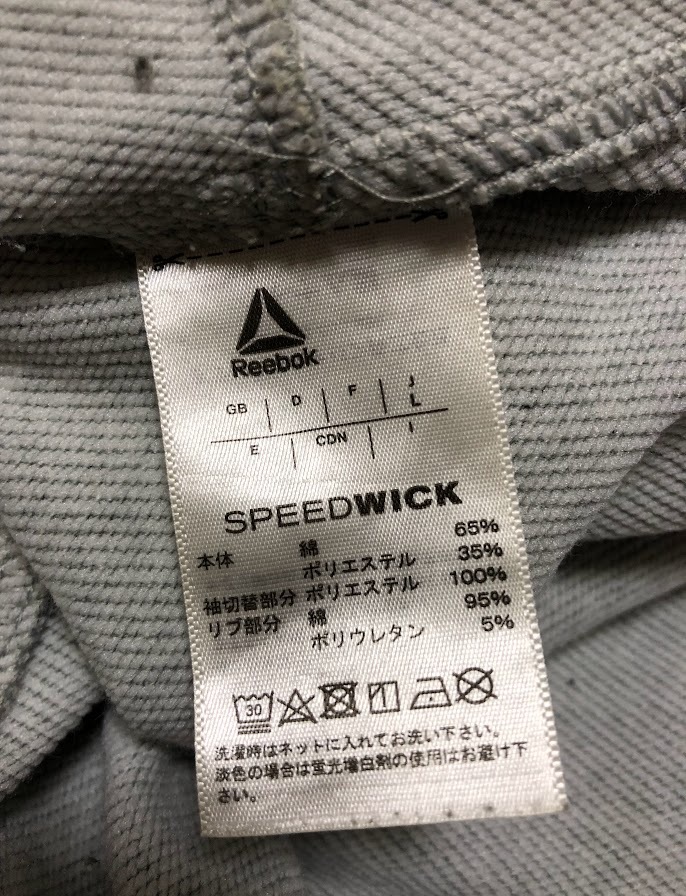 Reebok
GB D F J
L
E CDN I
SPEEDWICK
本体 綿 65%
ポリエステル 35%
袖切替部分 ポリエステル 100%
リブ部分 綿 95%
ポリウレタン 5%
30
洗濯時はネットに入れてお洗い下さい。
淡色の場合は蛍光増白剤の使用はお避け下
さい。